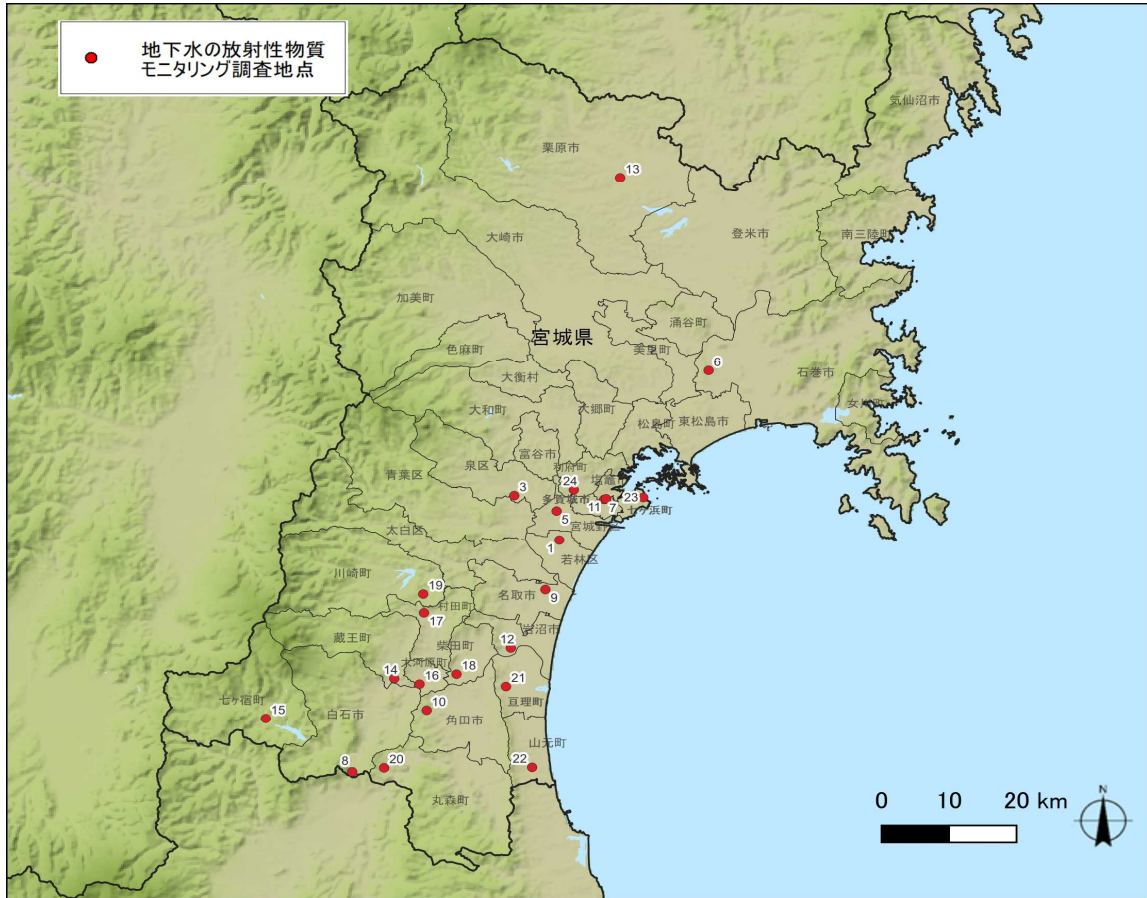 地下水の放射性物質
モニタリング調査地点
気仙沼市
栗原市
13
登米市
南三陸町
大崎市
加美町
涌谷町
宮城県
色麻町
美里町
6
石巻市
大衡村
女川町
大和町
大郷町
松島町
東松島市
富谷市
泉区
利府町
青葉区
24
塩竈市
3
多賀城市
23
11
7
七ヶ浜町
5
宮城野区
太白区
1
若林区
川崎町
19
名取市
9
村田町
17
岩沼市
蔵王町
柴田町
12
大河原町
14
16
18
21
七ヶ宿町
亘理町
15
白石市
10
角田市
山元町
8
20
22
丸森町
0
10
20 km
N